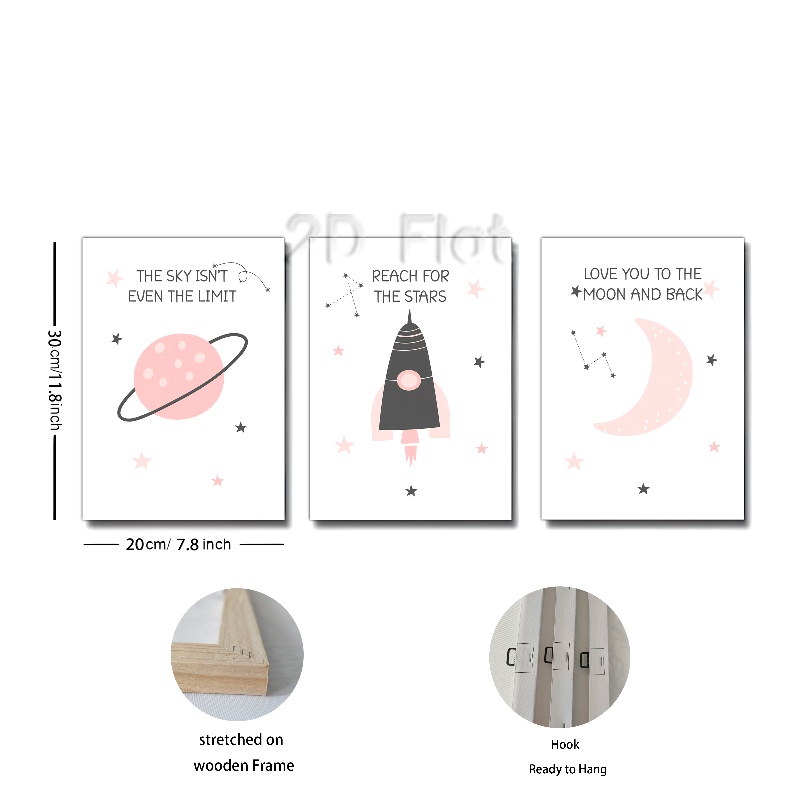 2D Flat
THE SKY ISN'T
EVEN THE LIMIT
REACH FOR
THE STARS
LOVE YOU TO THE
MOON AND BACK
30cm/11.8inch
20cm/ 7.8 inch
stretched on
wooden Frame
Hook
Ready to Hang